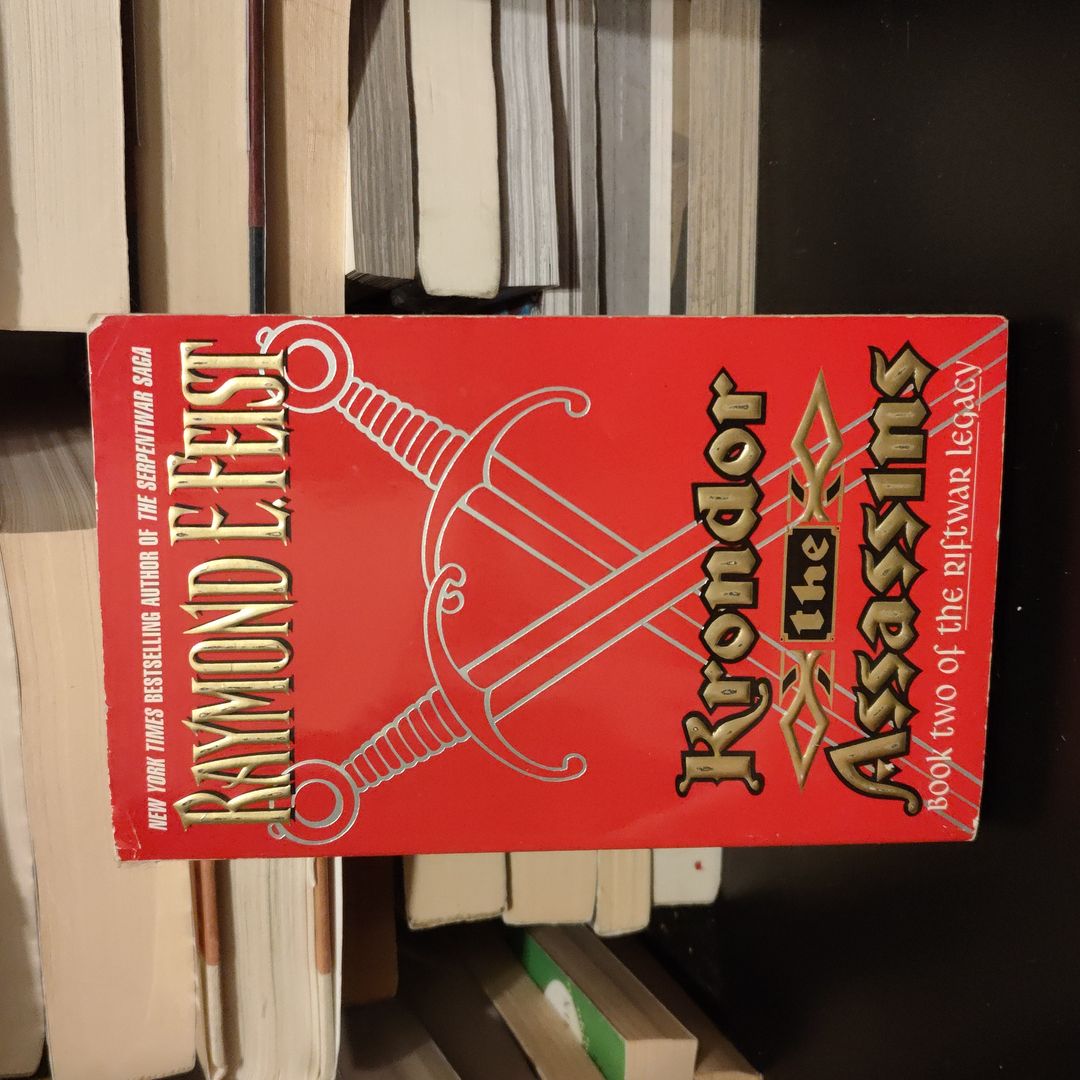 NEW YORK TIMES BESTSELLING AUTHOR OF THE SERPENTWAR SAGA
RAYMOND E. FEIST
Krondor
the
Assassins
BOOK TWO OF THE RIFTWAR LEGACY